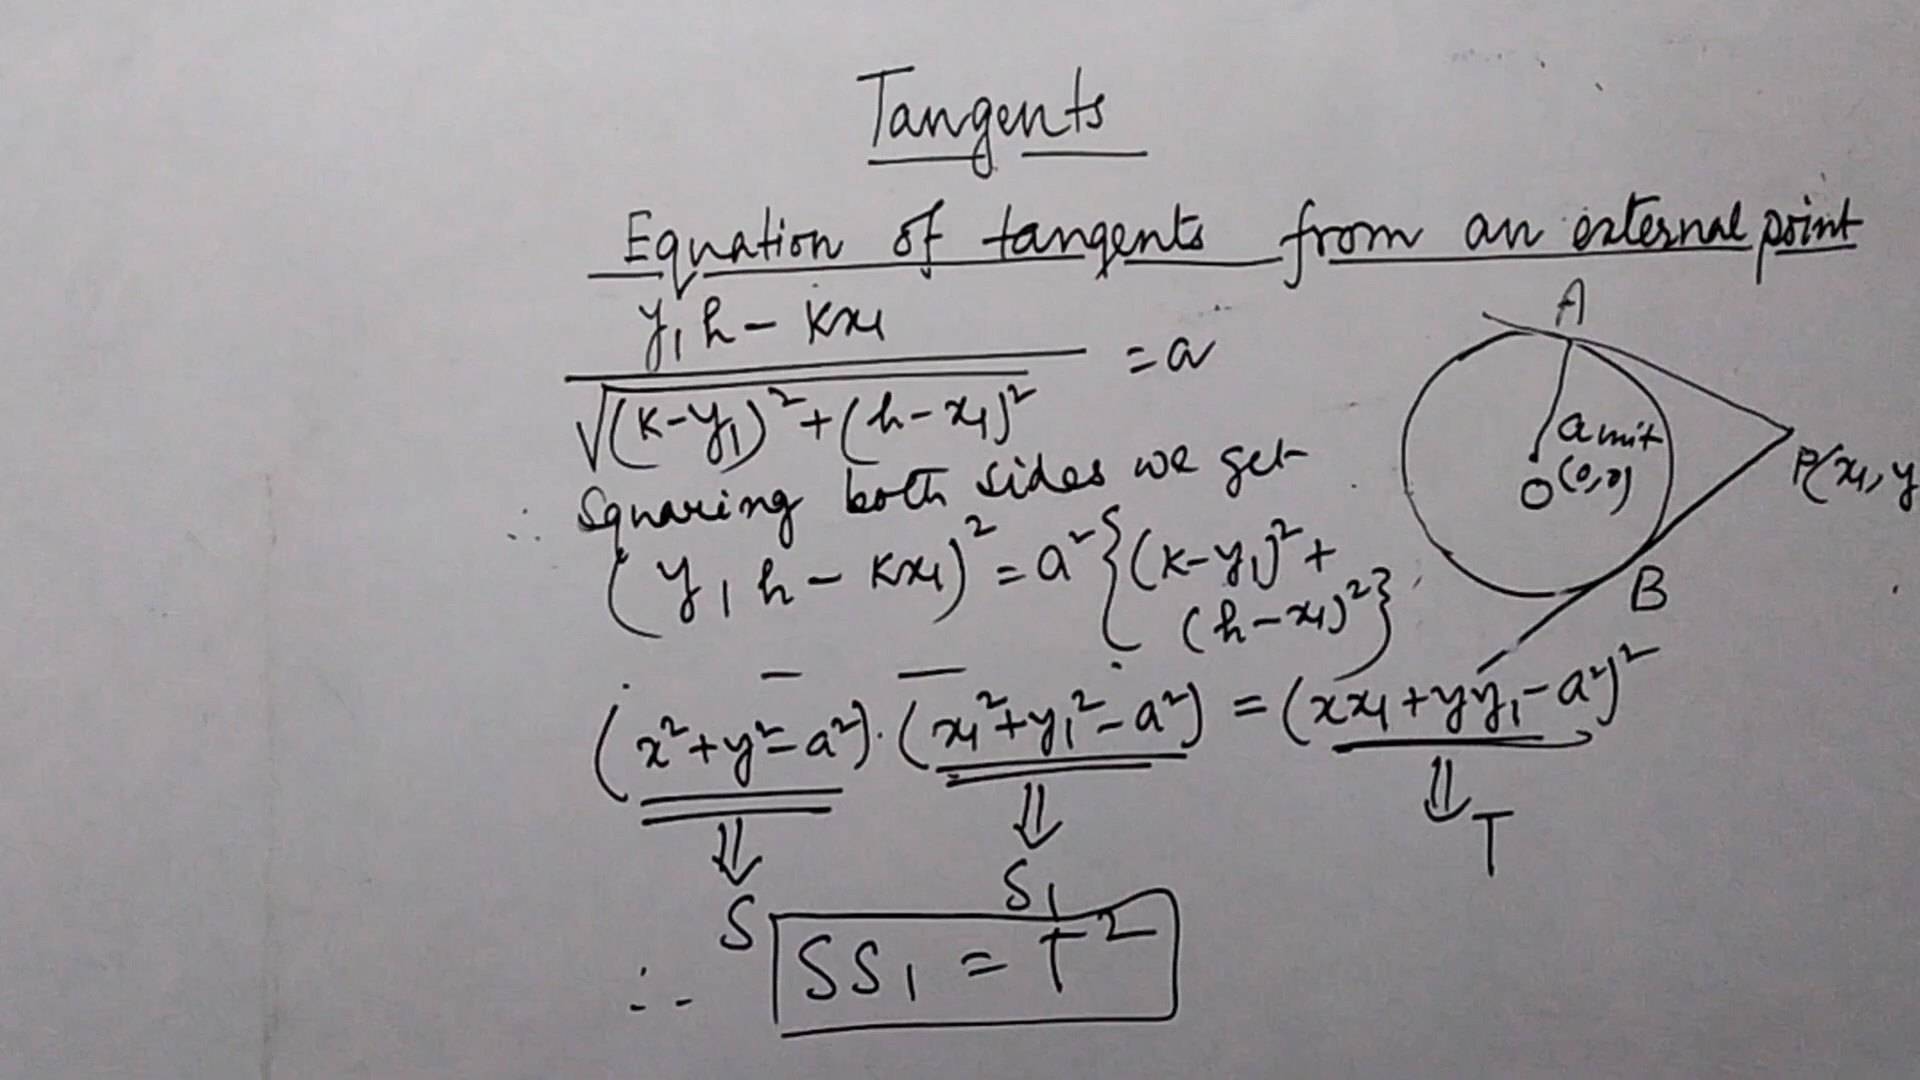 Tangents
Equation of tangents from an external point
y₁h - kx₁
√(k-y₁)²+(h-x₁)²
= a
Squaring both sides we get
(y₁h - kx₁)² = a²{(k-y₁)² +
(h-x₁)²}
(x²+y²-a²).(x₁²+y₁²-a²) = (xx₁+yy₁-a²)²
⇓ ⇓ ⇓
S S₁ T
∴ SS₁ = T²
A
a unit
O(0,0)
P(x₁, y
B